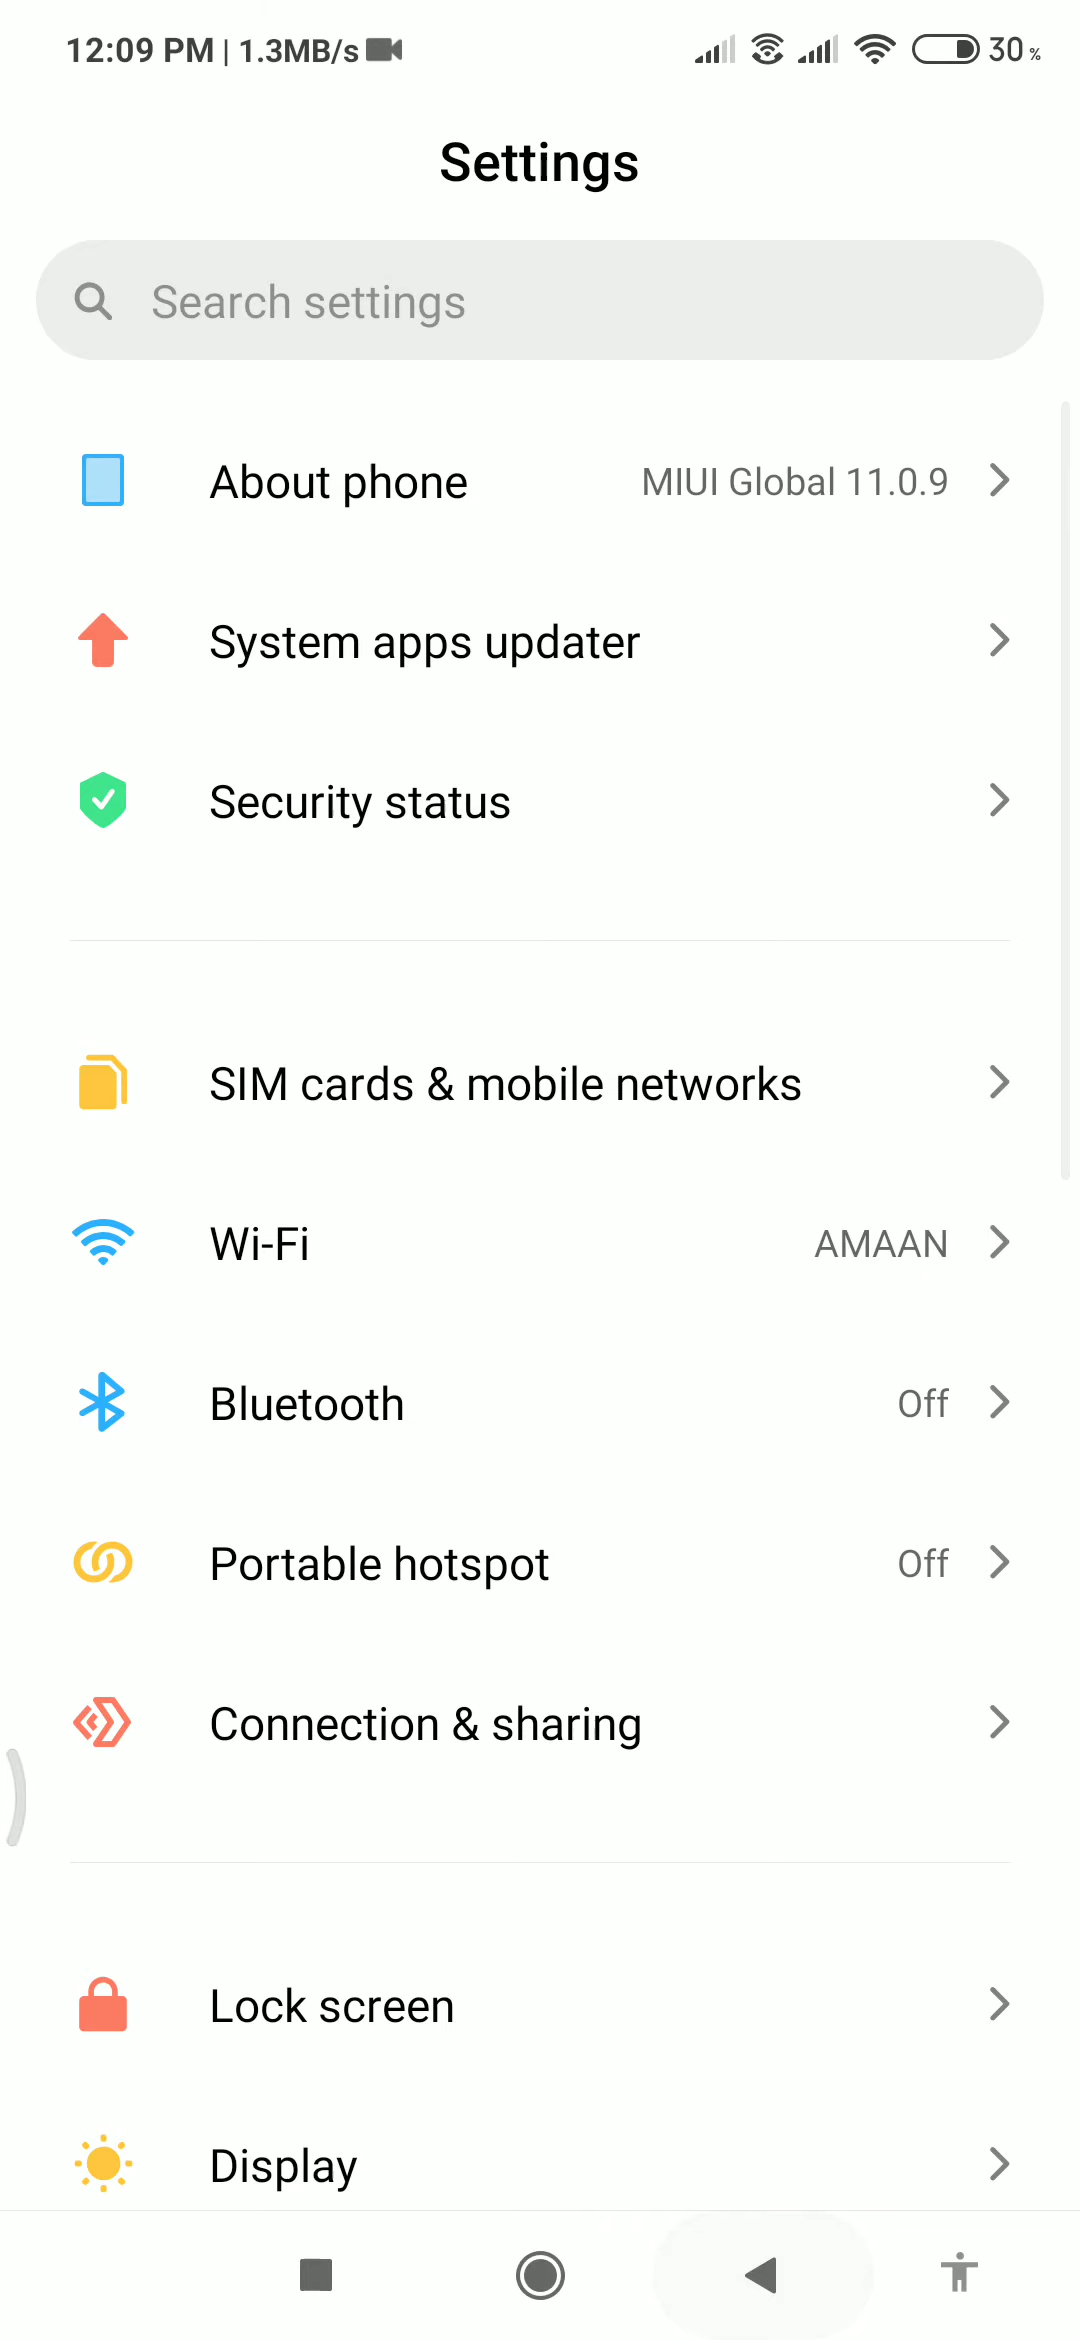 12:09 PM | 1.3MB/s 30 %
Settings
Search settings
About phone MIUI Global 11.0.9
System apps updater
Security status
SIM cards & mobile networks
Wi-Fi AMAAN
Bluetooth Off
Portable hotspot Off
Connection & sharing
Lock screen
Display